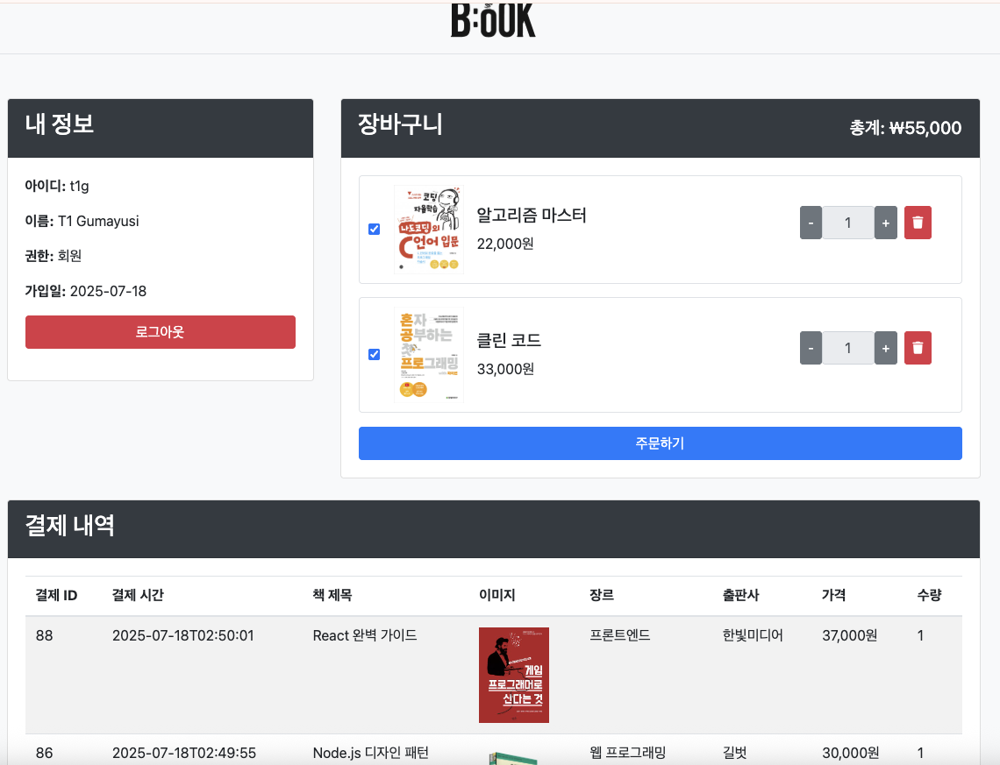 B:OOK
내 정보
아이디: t1g
이름: T1 Gumayusi
권한: 회원
가입일: 2025-07-18
로그아웃
장바구니
총계: ₩55,000
코딩
자율학습
나도코딩의
C 언어 입문
알고리즘 마스터
22,000원
- 1 +
혼자
공부하는
첫
프로그래밍
클린 코드
33,000원
- 1 +
주문하기
결제 내역
결제 ID 결제 시간 책 제목 이미지 장르 출판사 가격 수량
88 2025-07-18T02:50:01 React 완벽 가이드 프론트엔드 한빛미디어 37,000원 1
게임
프로그래머로
산다는 것
86 2025-07-18T02:49:55 Node.js 디자인 패턴 웹 프로그래밍 길벗 30,000원 1